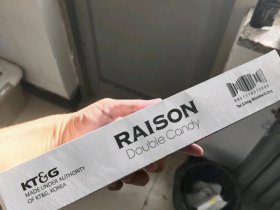 RAISON
Double Candy
KT&G
MADE UNDER AUTHORITY
OF KT&G, KOREA